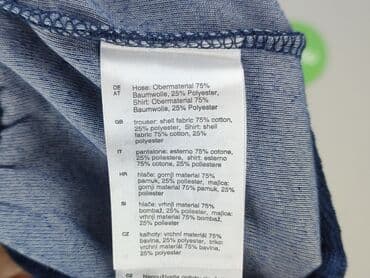 DE Hose: Obermaterial 75%
AT Baumwolle, 25% Polyester,
Shirt: Obermaterial 75%
Baumwolle, 25% Polyester
GB trouser: shell fabric 75% cotton,
25% polyester, Shirt: shell
fabric 75% cotton, 25% polyester
IT pantalone: esterno 75% cotone,
25% poliestere, shirt: esterno
75% cotone, 25% poliestere
HR hlače: gornji materijal 75%
pamuk, 25% poliester, majica:
gornji materijal 75% pamuk,
25% poliester
SI hlače: vrhnji material 75%
bombaž, 25% poliester, majica:
vrhnji material 75% bombaž,
25% poliester
CZ kalhoty: vrchní materiál 75%
bavlna, 25% polyester, triko:
vrchní materiál 75% bavlna,
25% polyester